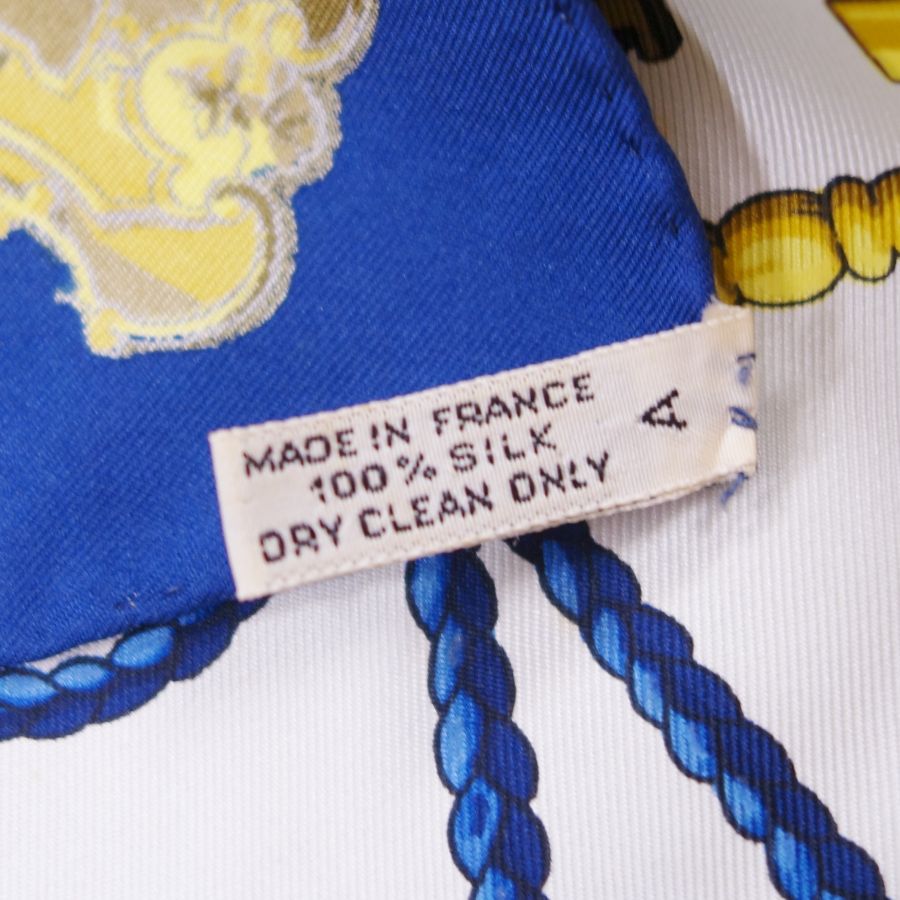 MADE IN FRANCE
100% SILK
DRY CLEAN ONLY
A